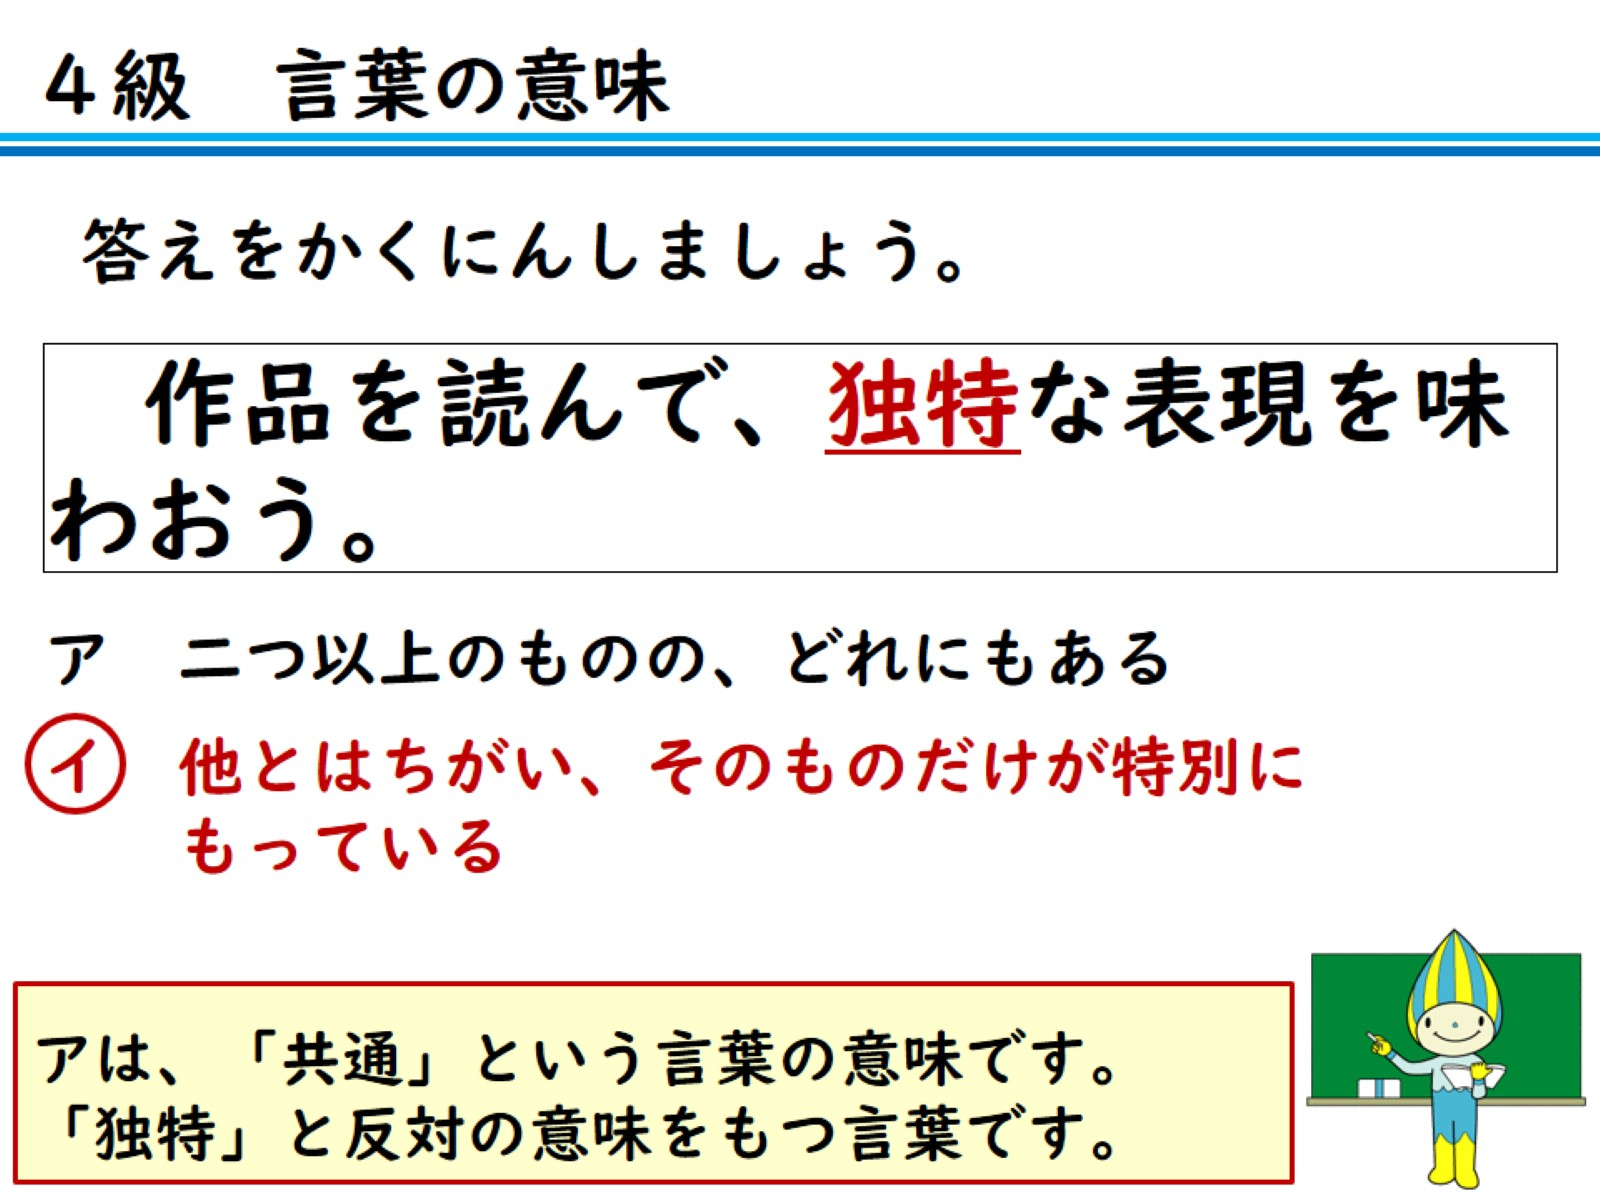 ４級　言葉の意味
答えをかくにんしましょう。
作品を読んで、独特な表現を味
わおう。
ア　二つ以上のものの、どれにもある
イ　他とはちがい、そのものだけが特別に
もっている
アは、「共通」という言葉の意味です。
「独特」と反対の意味をもつ言葉です。